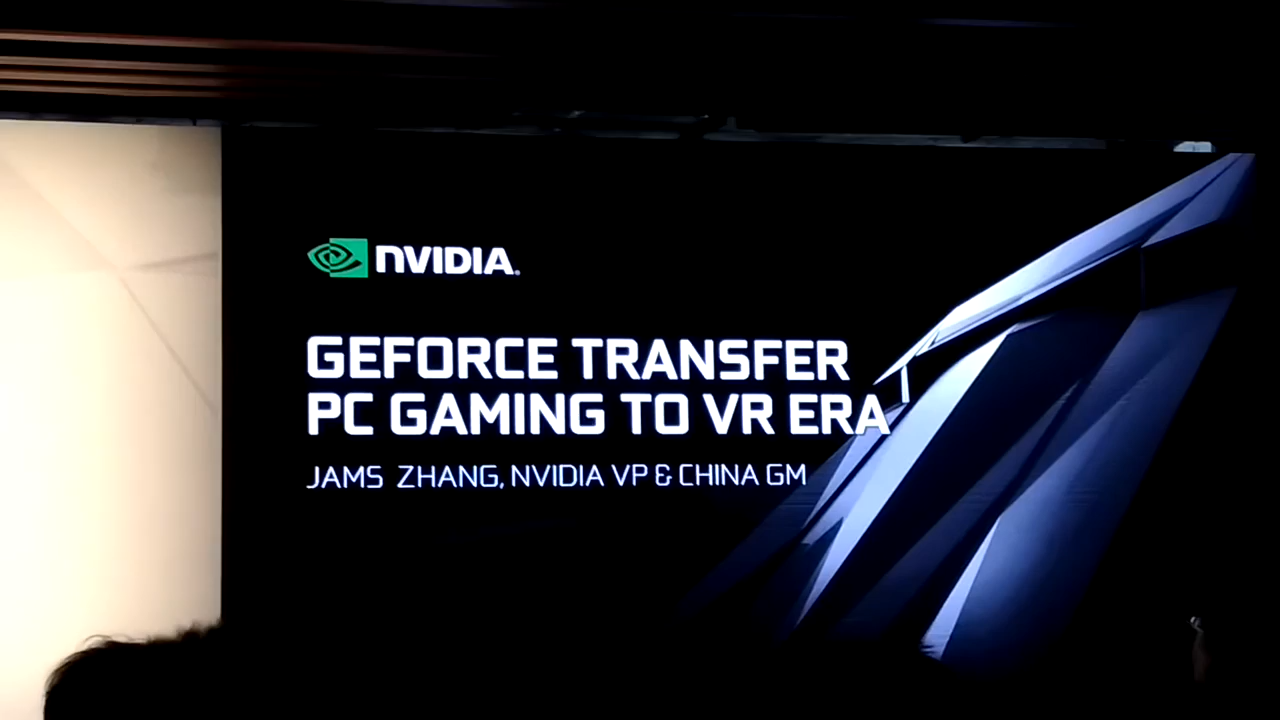 NVIDIA.
GEFORCE TRANSFER
PC GAMING TO VR ERA
JAMS ZHANG, NVIDIA VP & CHINA GM